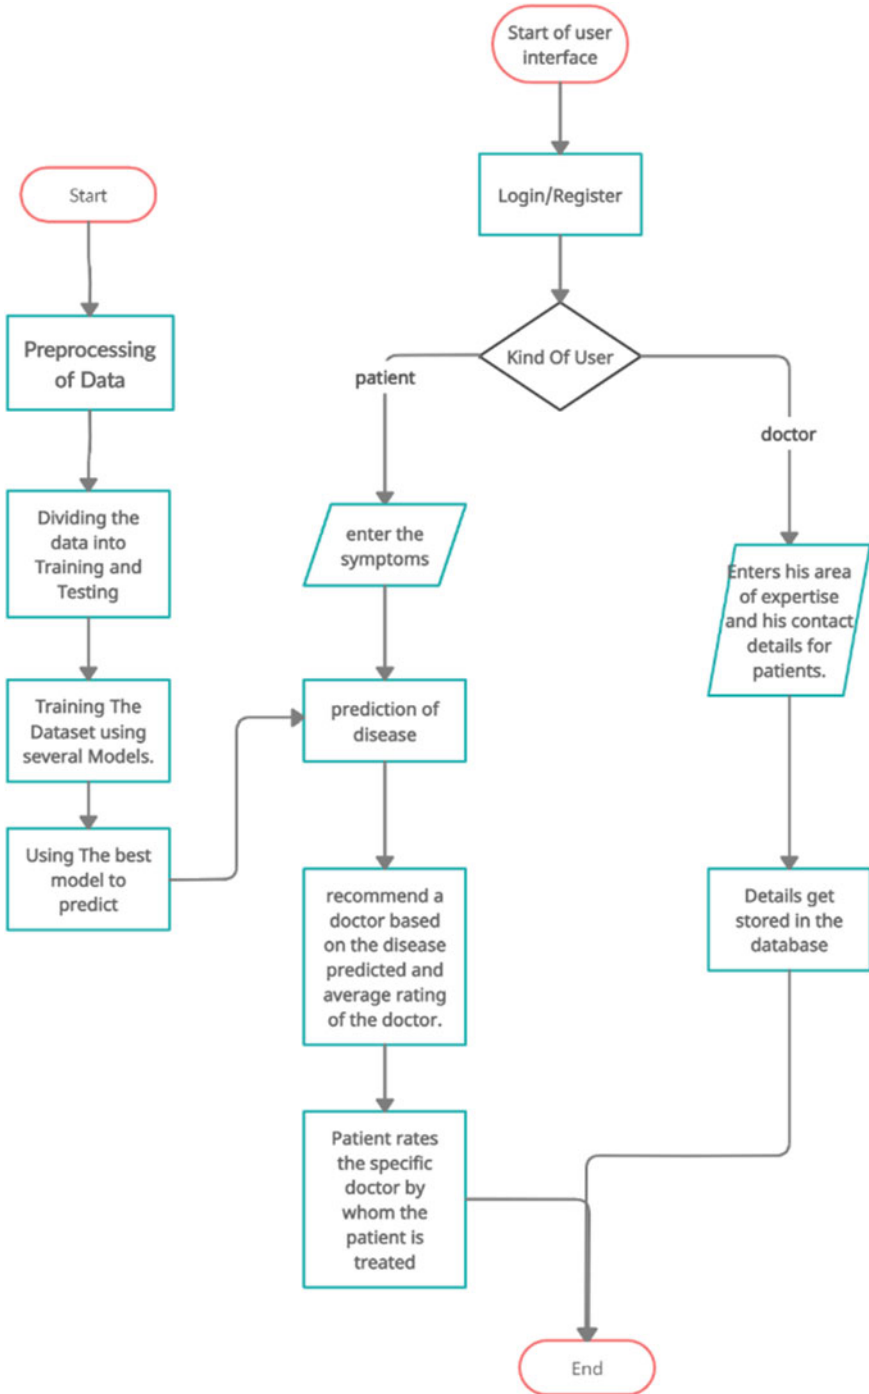 Start of user
interface
Login/Register
Kind Of User
patient
doctor
Start
Preprocessing
of Data
Dividing the
data into
Training and
Testing
Training The
Dataset using
several Models.
Using The best
model to
predict
enter the
symptoms
prediction of
disease
recommend a
doctor based
on the disease
predicted and
average rating
of the doctor.
Patient rates
the specific
doctor by
whom the
patient is
treated
Enters his area
of expertise
and his contact
details for
patients.
Details get
stored in the
database
End